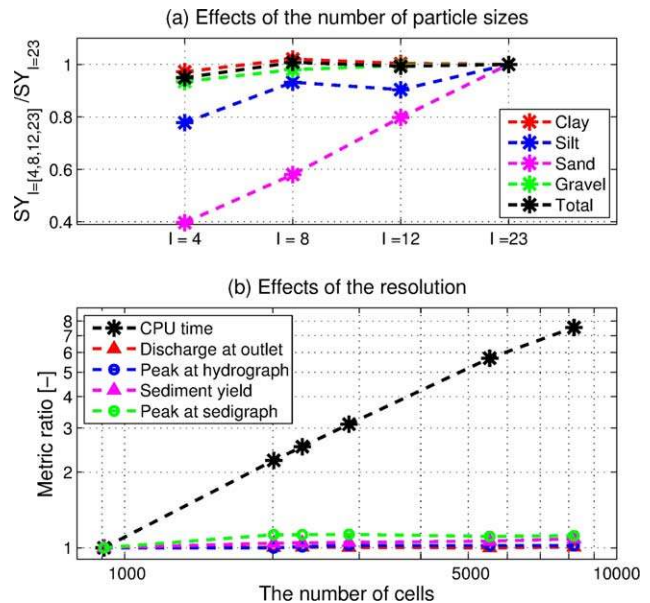 (a) Effects of the number of particle sizes
SY I=[4,8,12,23] /SY I=23
1
0.8
0.6
0.4
I = 4
I = 8
I =12
I =23
Clay
Silt
Sand
Gravel
Total
(b) Effects of the resolution
Metric ratio [-]
8
7
6
5
4
3
2
1
CPU time
Discharge at outlet
Peak at hydrograph
Sediment yield
Peak at sedigraph
1000
5000
10000
The number of cells